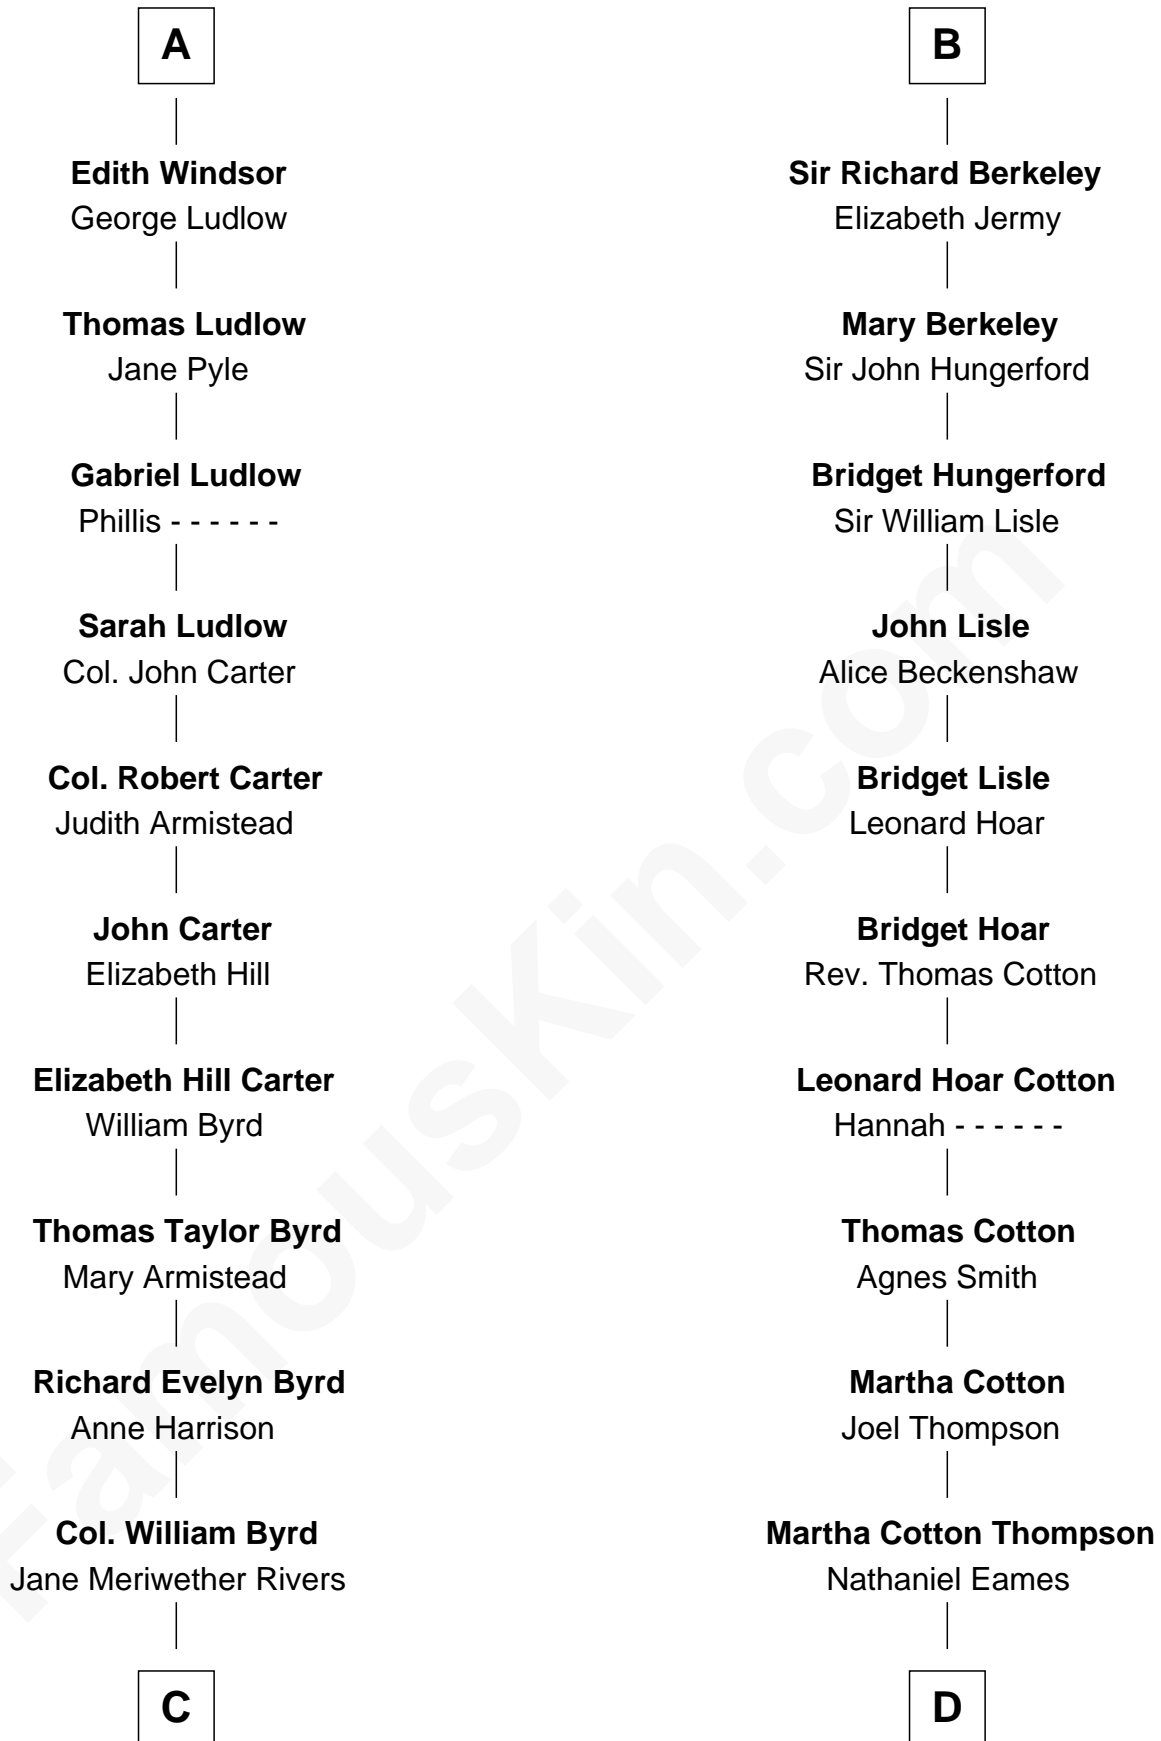 A
Edith Windsor
George Ludlow
Thomas Ludlow
Jane Pyle
Gabriel Ludlow
Phillis - - - - - -
Sarah Ludlow
Col. John Carter
Col. Robert Carter
Judith Armistead
John Carter
Elizabeth Hill
Elizabeth Hill Carter
William Byrd
Thomas Taylor Byrd
Mary Armistead
Richard Evelyn Byrd
Anne Harrison
Col. William Byrd
Jane Meriwether Rivers
C
B
Sir Richard Berkeley
Elizabeth Jermy
Mary Berkeley
Sir John Hungerford
Bridget Hungerford
Sir William Lisle
John Lisle
Alice Beckenshaw
Bridget Lisle
Leonard Hoar
Bridget Hoar
Rev. Thomas Cotton
Leonard Hoar Cotton
Hannah - - - - - -
Thomas Cotton
Agnes Smith
Martha Cotton
Joel Thompson
Martha Cotton Thompson
Nathaniel Eames
D
FamousKin.com